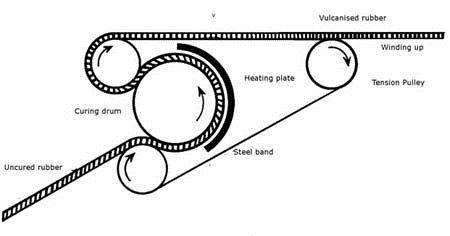 v
Vulcanised rubber
Winding up
Heating plate
Tension Pulley
Curing drum
Steel band
Uncured rubber